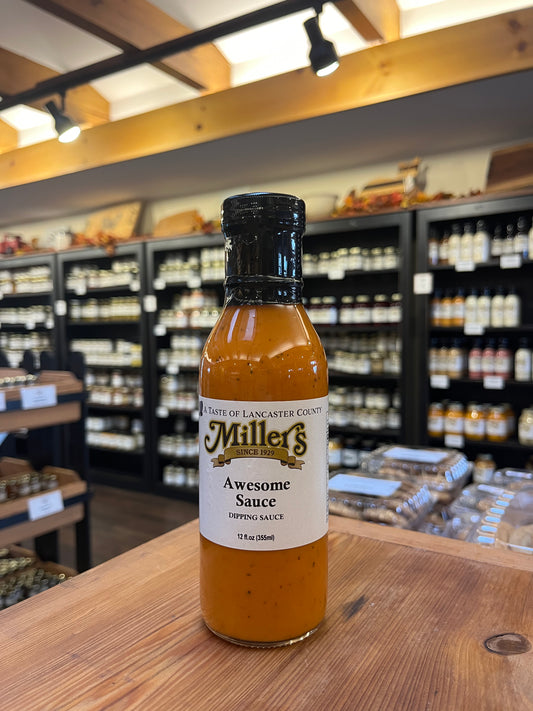 A TASTE OF LANCASTER COUNTY
Miller's
SINCE 1929
Awesome
Sauce
DIPPING SAUCE
12 fl.oz (355ml)